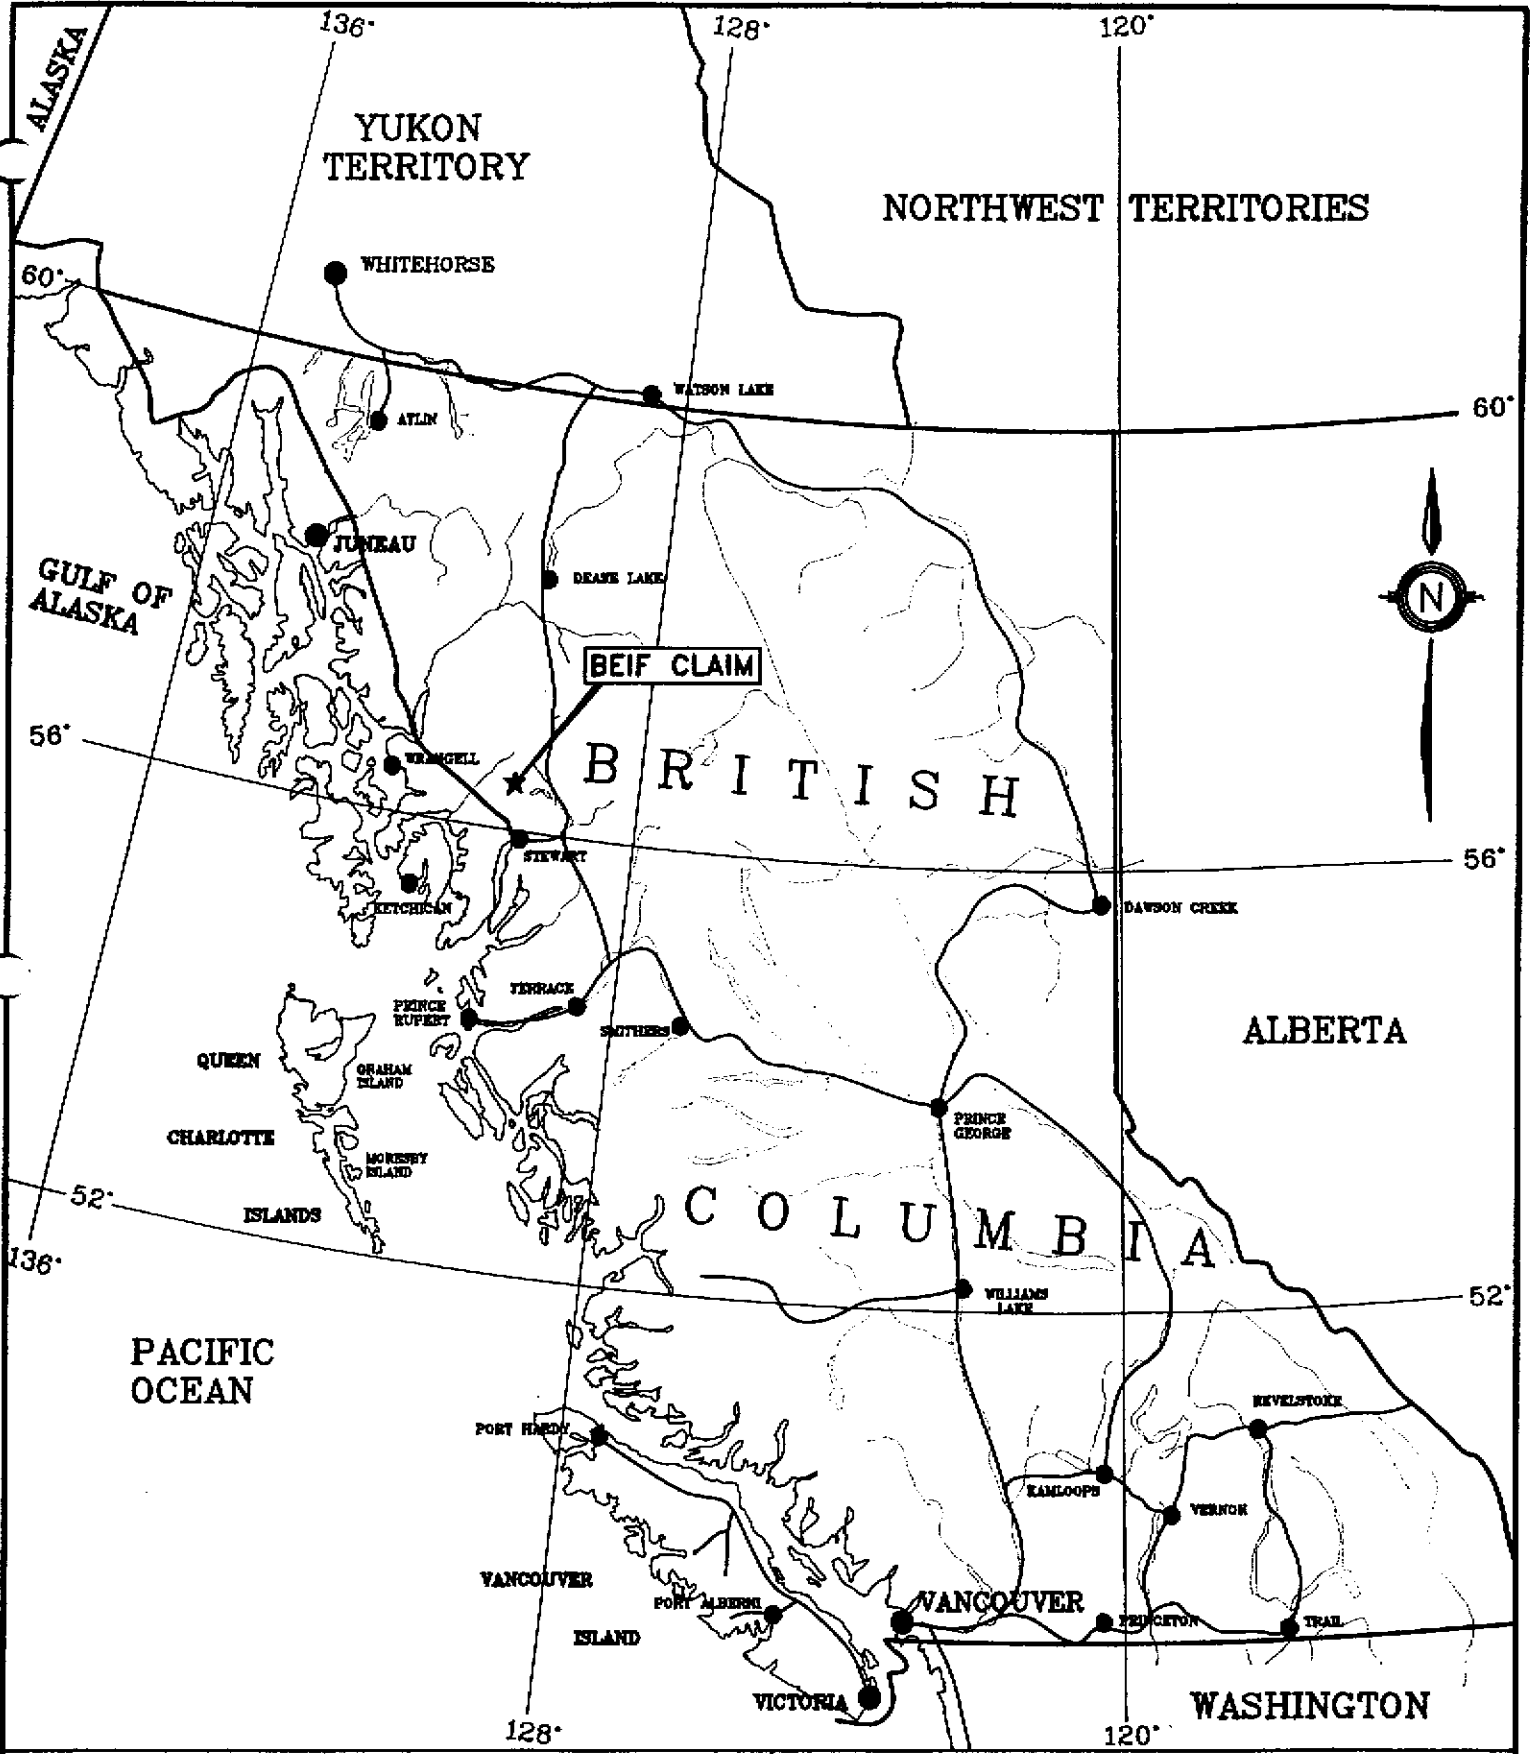 136°
128°
120°
ALASKA
YUKON
TERRITORY
NORTHWEST TERRITORIES
60°
WHITEHORSE
WATSON LAKE
60°
ATLIN
JUNEAU
GULF OF
ALASKA
DEASE LAKE
N
BEIF CLAIM
56°
WRANGELL
BRITISH
STEWART
56°
KETCHICAN
DAWSON CREEK
TERRACE
PRINCE
RUPERT
SMITHERS
ALBERTA
QUEEN
GRAHAM
ISLAND
PRINCE
GEORGE
CHARLOTTE
MORESBY
ISLAND
52°
ISLANDS
COLUMBIA
136°
WILLIAMS
LAKE
52°
PACIFIC
OCEAN
REVELSTOKE
PORT HARDY
KAMLOOPS
VERNON
VANCOUVER
ISLAND
PORT ALBERNI
VANCOUVER
PRINCETON
TRAIL
VICTORIA
WASHINGTON
128°
120°